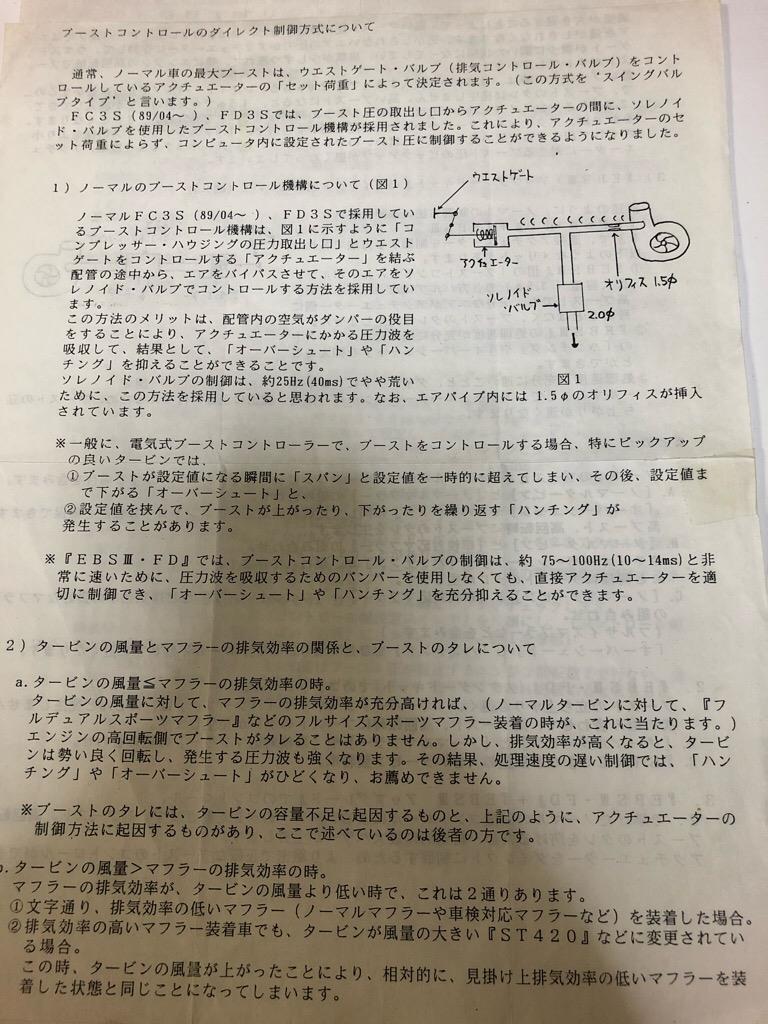 ブーストコントロールのダイレクト制御方式について
通常、ノーマル車の最大ブーストは、ウエストゲート・バルブ（排気コントロール・バルブ）をコント
ロールしているアクチュエーターの「セット荷重」によって決定されます。（この方式を‘スイングバル
ブタイプ’と言います。）
ＦＣ３Ｓ（89/04～ ）、ＦＤ３Ｓでは、ブースト圧の取出し口からアクチュエーターの間に、ソレノイ
ド・バルブを使用したブーストコントロール機構が採用されました。これにより、アクチュエーターのセ
ット荷重によらず、コンピュータ内に設定されたブースト圧に制御することができるようになりました。
１）ノーマルのブーストコントロール機構について（図１）
ノーマルＦＣ３Ｓ（89/04～ ）、ＦＤ３Ｓで採用してい
るブーストコントロール機構は、図１に示すように「コ
ンプレッサー・ハウジングの圧力取出し口」とウエスト
ゲートをコントロールする「アクチュエーター」を結ぶ
配管の途中から、エアをバイパスさせて、そのエアをソ
レノイド・バルブでコントロールする方法を採用してい
ます。
この方法のメリットは、配管内の空気がダンパーの役目
をすることにより、アクチュエーターにかかる圧力波を
吸収して、結果として、「オーバーシュート」や「ハン
チング」を抑えることができることです。
ソレノイド・バルブの制御は、約25Hz(40ms)でやや荒い
ために、この方法を採用していると思われます。なお、エアパイプ内には 1.5φのオリフィスが挿入
されています。
ウエストゲート
アクチュエーター
ソレノイド
・バルブ
オリフィス 1.5φ
2.0φ
図１
※一般に、電気式ブーストコントローラーで、ブーストをコントロールする場合、特にピックアップ
の良いタービンでは、
①ブーストが設定値になる瞬間に「スパン」と設定値を一時的に超えてしまい、その後、設定値ま
で下がる「オーバーシュート」と、
②設定値を挟んで、ブーストが上がったり、下がったりを繰り返す「ハンチング」が
発生することがあります。
※『ＥＢＳⅢ・ＦＤ』では、ブーストコントロール・バルブの制御は、約 75～100Hz(10～14ms)と非
常に速いために、圧力波を吸収するためのバンパーを使用しなくても、直接アクチュエーターを適
切に制御でき、「オーバーシュート」や「ハンチング」を充分抑えることができます。
２）タービンの風量とマフラーの排気効率の関係と、ブーストのタレについて
a.タービンの風量≦マフラーの排気効率の時。
タービンの風量に対して、マフラーの排気効率が充分高ければ、（ノーマルタービンに対して、『フ
ルデュアルスポーツマフラー』などのフルサイズスポーツマフラー装着の時が、これに当たります。）
エンジンの高回転側でブーストがタレることはありません。しかし、排気効率が高くなると、タービ
ンは勢い良く回転し、発生する圧力波も強くなります。その結果、処理速度の遅い制御では、「ハン
チング」や「オーバーシュート」がひどくなり、お薦めできません。
※ブーストのタレには、タービンの容量不足に起因するものと、上記のように、アクチュエーターの
制御方法に起因するものがあり、ここで述べているのは後者の方です。
b.タービンの風量＞マフラーの排気効率の時。
マフラーの排気効率が、タービンの風量より低い時で、これは２通りあります。
①文字通り、排気効率の低いマフラー（ノーマルマフラーや車検対応マフラーなど）を装着した場合。
②排気効率の高いマフラー装着車でも、タービンが風量の大きい『ＳＴ４２０』などに変更されてい
る場合。
この時、タービンの風量が上がったことにより、相対的に、見掛け上排気効率の低いマフラーを装
着した状態と同じことになってしまいます。